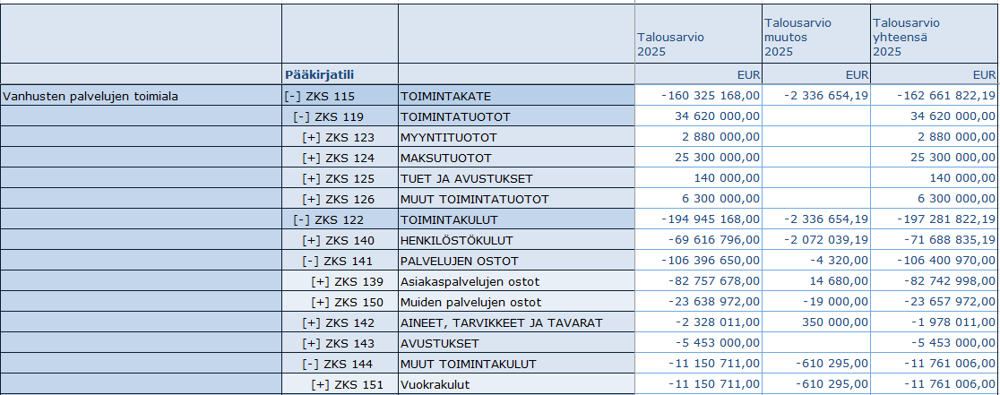 Talousarvio 2025 Talousarvio muutos 2025 Talousarvio yhteensä 2025
Pääkirjatili EUR EUR EUR
Vanhusten palvelujen toimiala [-] ZKS 115 TOIMINTAKATE -160 325 168,00 -2 336 654,19 -162 661 822,19
[-] ZKS 119 TOIMINTATUOTOT 34 620 000,00 34 620 000,00
[+] ZKS 123 MYYNTITUOTOT 2 880 000,00 2 880 000,00
[+] ZKS 124 MAKSUTUOTOT 25 300 000,00 25 300 000,00
[+] ZKS 125 TUET JA AVUSTUKSET 140 000,00 140 000,00
[+] ZKS 126 MUUT TOIMINTATUOTOT 6 300 000,00 6 300 000,00
[-] ZKS 122 TOIMINTAKULUT -194 945 168,00 -2 336 654,19 -197 281 822,19
[+] ZKS 140 HENKILÖSTÖKULUT -69 616 796,00 -2 072 039,19 -71 688 835,19
[-] ZKS 141 PALVELUJEN OSTOT -106 396 650,00 -4 320,00 -106 400 970,00
[+] ZKS 139 Asiakaspalvelujen ostot -82 757 678,00 14 680,00 -82 742 998,00
[+] ZKS 150 Muiden palvelujen ostot -23 638 972,00 -19 000,00 -23 657 972,00
[+] ZKS 142 AINEET, TARVIKKEET JA TAVARAT -2 328 011,00 350 000,00 -1 978 011,00
[+] ZKS 143 AVUSTUKSET -5 453 000,00 -5 453 000,00
[-] ZKS 144 MUUT TOIMINTAKULUT -11 150 711,00 -610 295,00 -11 761 006,00
[+] ZKS 151 Vuokrakulut -11 150 711,00 -610 295,00 -11 761 006,00